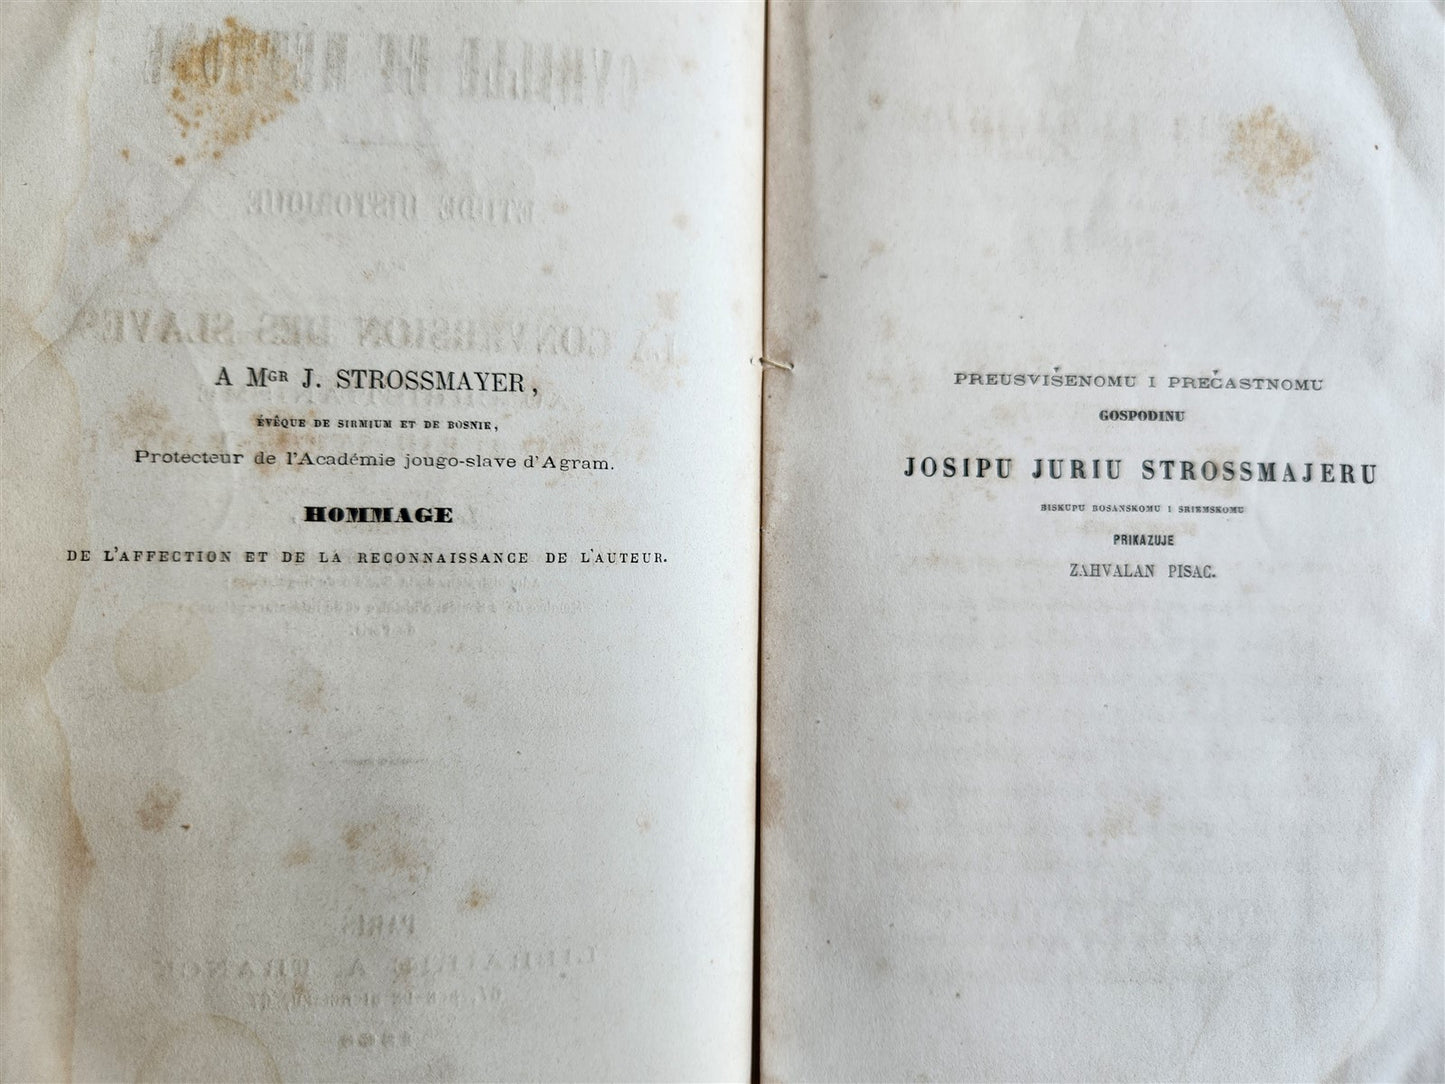 A MGR J. STROSSMAYER,
ÉVÊQUE DE SIRMIUM ET DE BOSNIE,
Protecteur de l'Académie jougo-slave d'Agram.
HOMMAGE
DE L'AFFECTION ET DE LA RECONNAISSANCE DE L'AUTEUR.
PREUSVIŠENOMU I PREČASTNOMU
GOSPODINU
JOSIPU JURIU STROSSMAJERU
BISKUPU BOSANSKOMU I SRIEMSKOMU
PRIKAZUJE
ZAHVALAN PISAC.